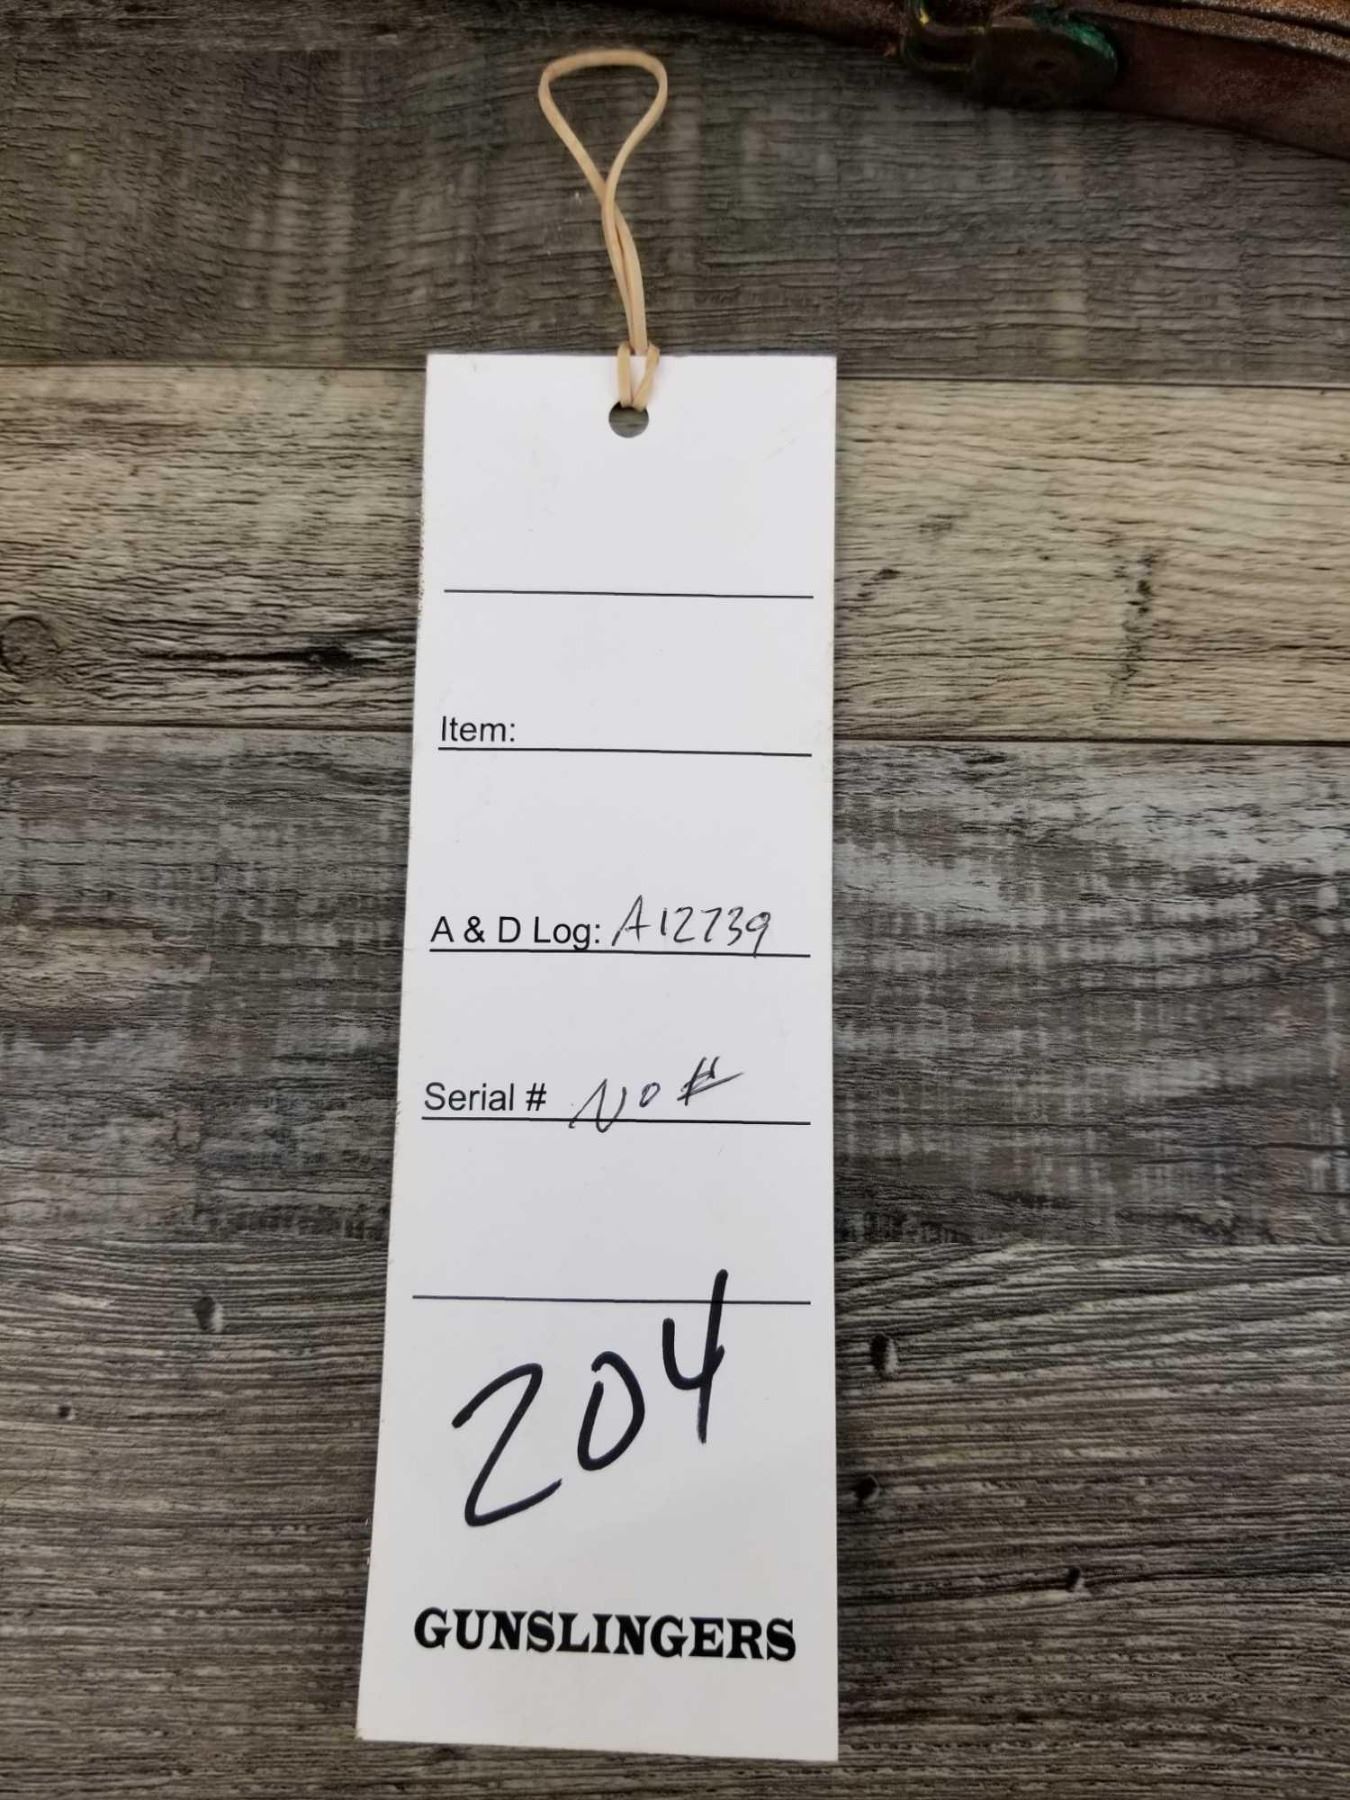 Item:
A & D Log: A12739
Serial # No #
204
GUNSLINGERS